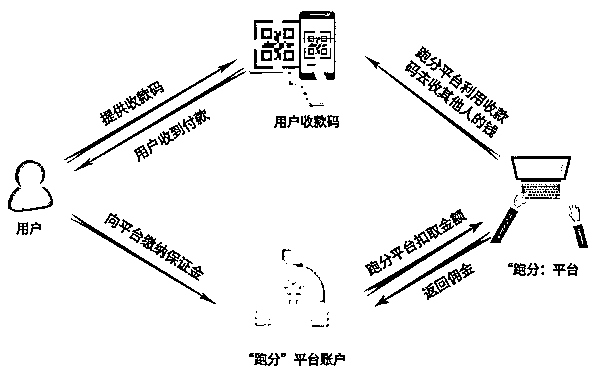 提供收款码
用户收到付款
用户收款码
跑分平台利用收款
码去收其他人的钱
用户
向平台缴纳保证金
跑分平台扣取金额
返回佣金
“跑分：平台
“跑分”平台账户